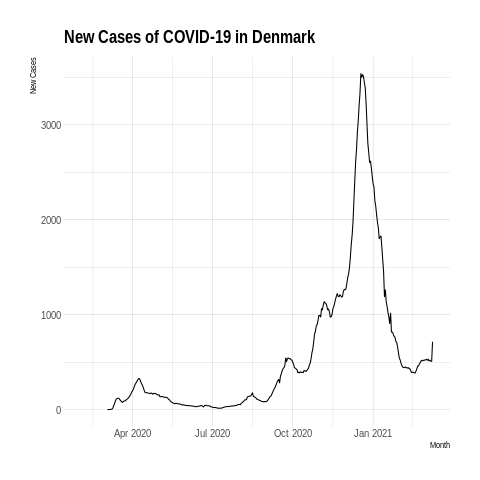 New Cases of COVID-19 in Denmark
New Cases
3000
2000
1000
0
Apr 2020 Jul 2020 Oct 2020 Jan 2021
Month